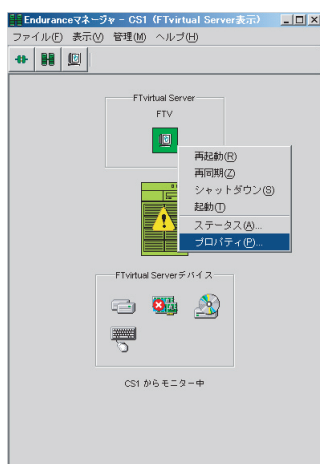 Enduranceマネージャ - CS1 (FTvirtual Server表示)
ファイル(F) 表示(V) 管理(M) ヘルプ(H)
FTvirtual Server
FTV
再起動(R)
再同期(Z)
シャットダウン(S)
起動(I)
ステータス(A)...
プロパティ(P)...
FTvirtual Serverデバイス
CS1 からモニター中